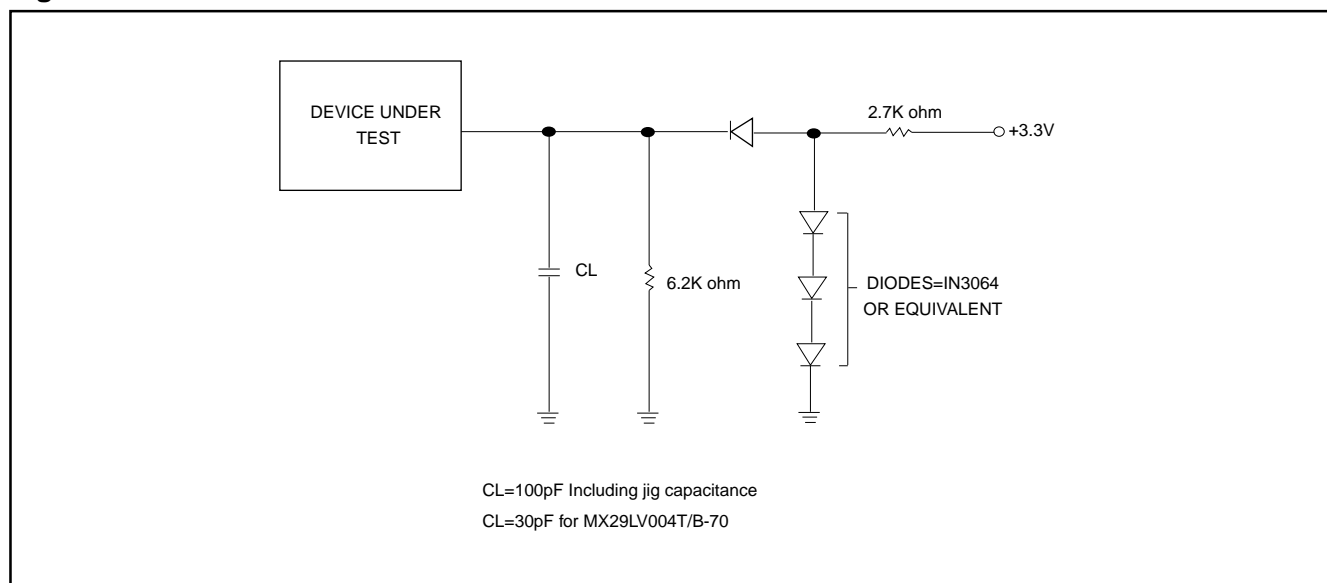 DEVICE UNDER
TEST
2.7K ohm
+3.3V
CL
6.2K ohm
DIODES=IN3064
OR EQUIVALENT
CL=100pF Including jig capacitance
CL=30pF for MX29LV004T/B-70